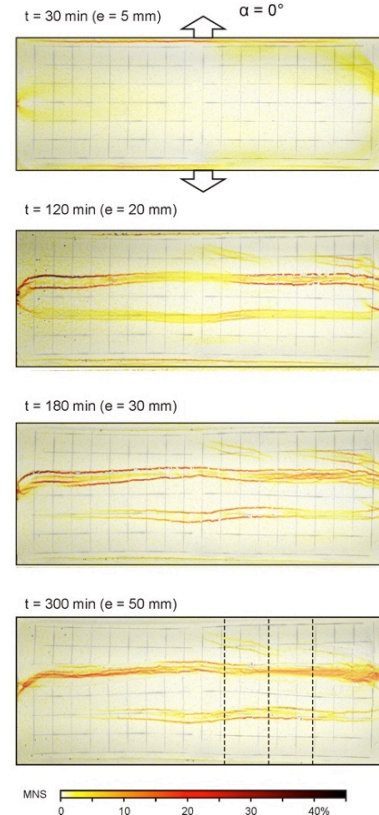 t = 30 min (e = 5 mm)
α = 0°
t = 120 min (e = 20 mm)
t = 180 min (e = 30 mm)
t = 300 min (e = 50 mm)
MNS
0 10 20 30 40%